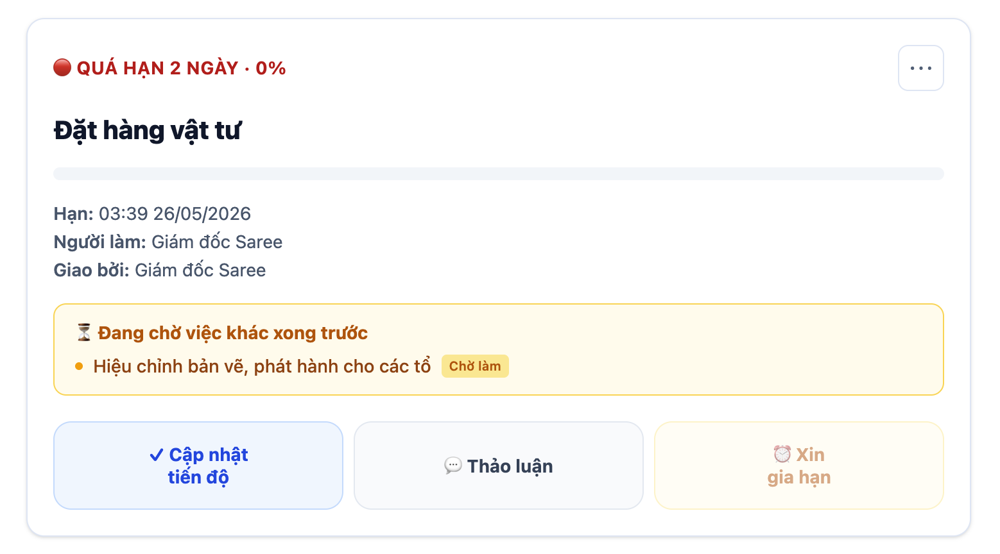 🔴 QUÁ HẠN 2 NGÀY · 0%
···
Đặt hàng vật tư
Hạn: 03:39 26/05/2026
Người làm: Giám đốc Saree
Giao bởi: Giám đốc Saree
⏳ Đang chờ việc khác xong trước
• Hiệu chỉnh bản vẽ, phát hành cho các tổ Chờ làm
✓ Cập nhật
tiến độ
💬 Thảo luận
⏰ Xin
gia hạn